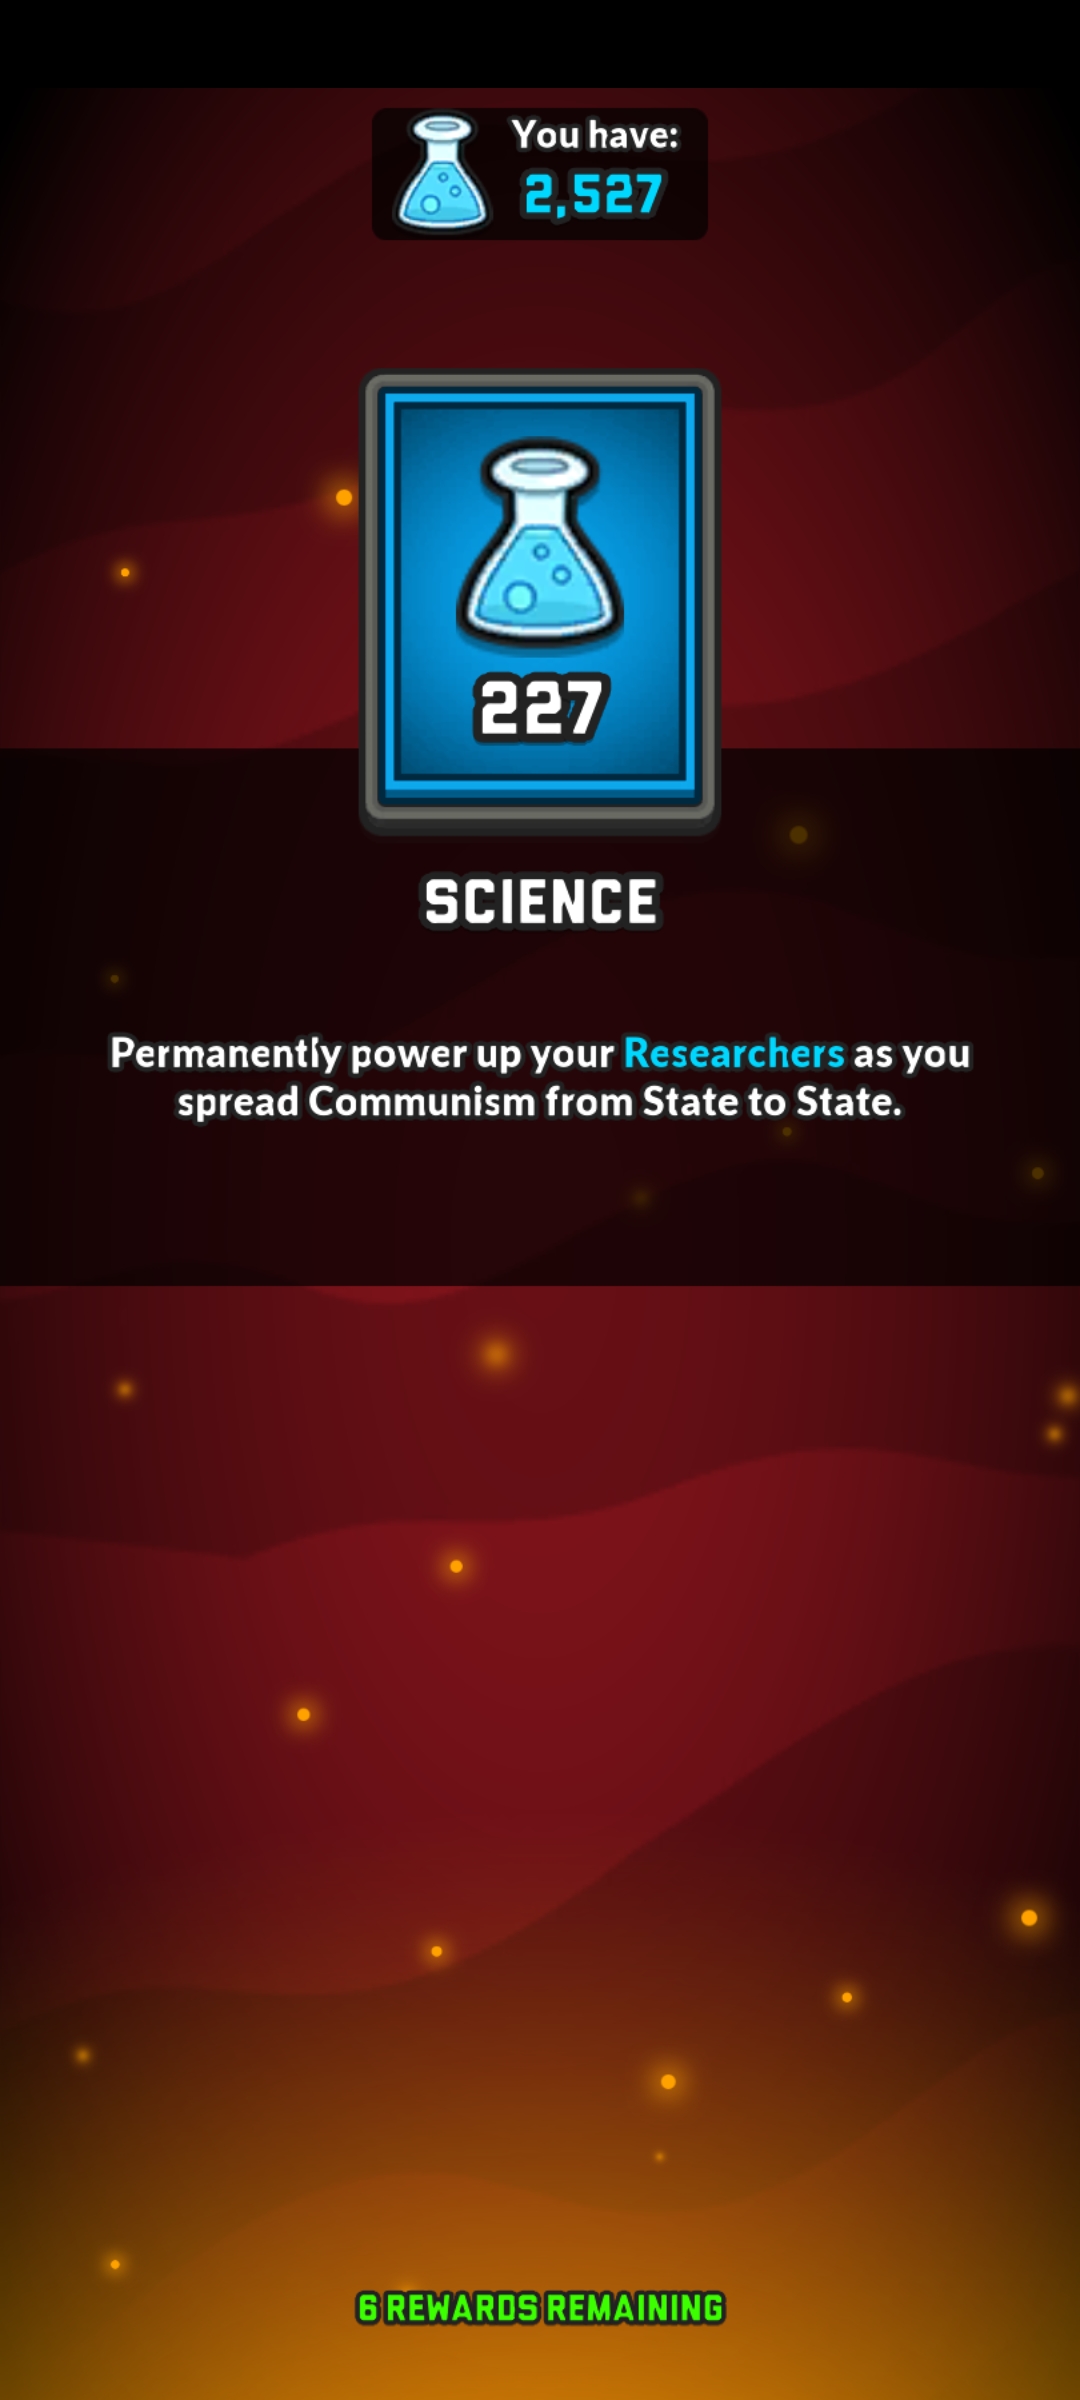 You have:
2,527
227
SCIENCE
Permanently power up your Researchers as you
spread Communism from State to State.
6 REWARDS REMAINING